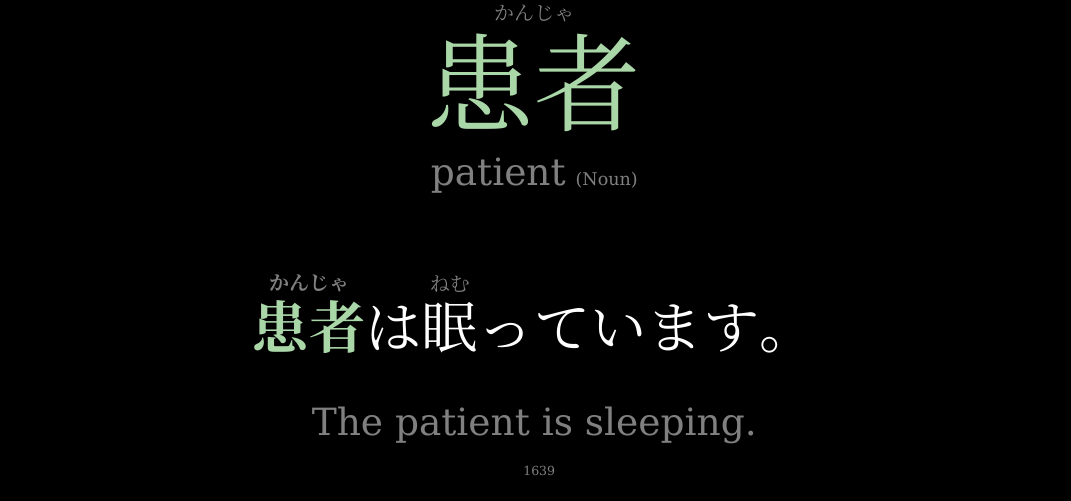 かんじゃ
患者
patient (Noun)
かんじゃ ねむ
患者は眠っています。
The patient is sleeping.
1639